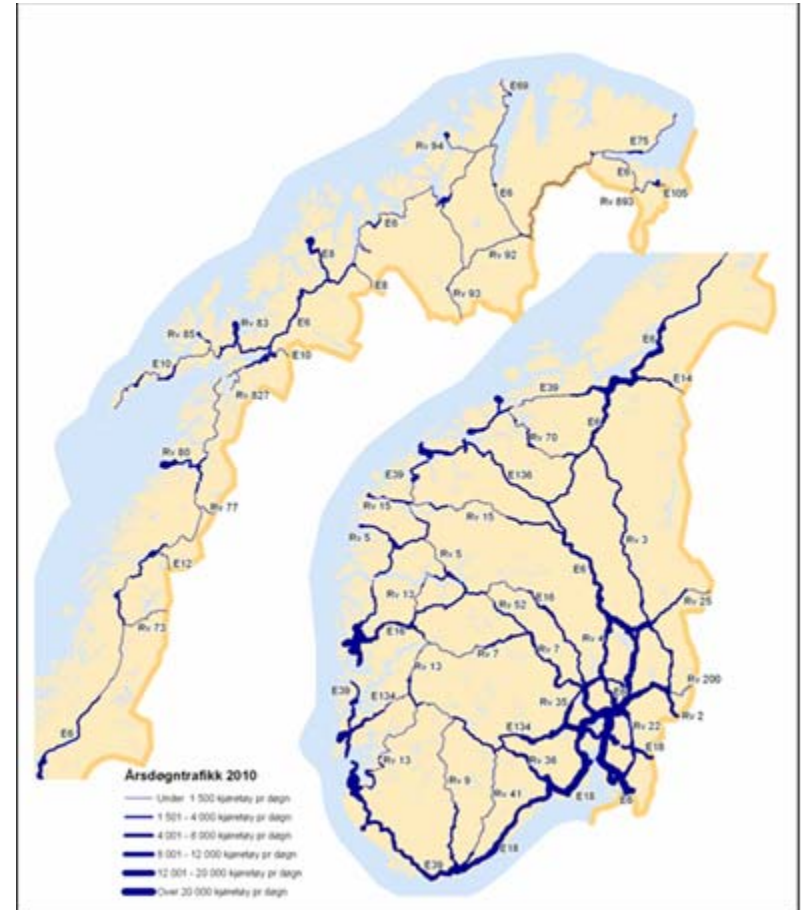 E69
Rv 94
E75
E6
E105
Rv 893
E6
E6
Rv 92
E8
E8
Rv 93
Rv 83
Rv 85
E6
E10
E10
Rv 827
Rv 80
Rv 77
E12
Rv 73
E6
E6
E14
E39
E6
Rv 70
E136
E39
Rv 15
Rv 15
Rv 3
Rv 5
Rv 5
E6
Rv 13
E16
Rv 52
Rv 25
E16
Rv 4
Rv 7
Rv 7
Rv 13
Rv 200
E39
E134
Rv 35
E6
Rv 2
Rv 22
E134
E18
Rv 13
Rv 36
Rv 9
Rv 41
E18
E6
E18
E39
Årsdøgntrafikk 2010
Under 1 500 kjøretøy pr døgn
1 501 - 4 000 kjøretøy pr døgn
4 001 - 8 000 kjøretøy pr døgn
8 001 - 12 000 kjøretøy pr døgn
12 001 - 20 000 kjøretøy pr døgn
Over 20 000 kjøretøy pr døgn